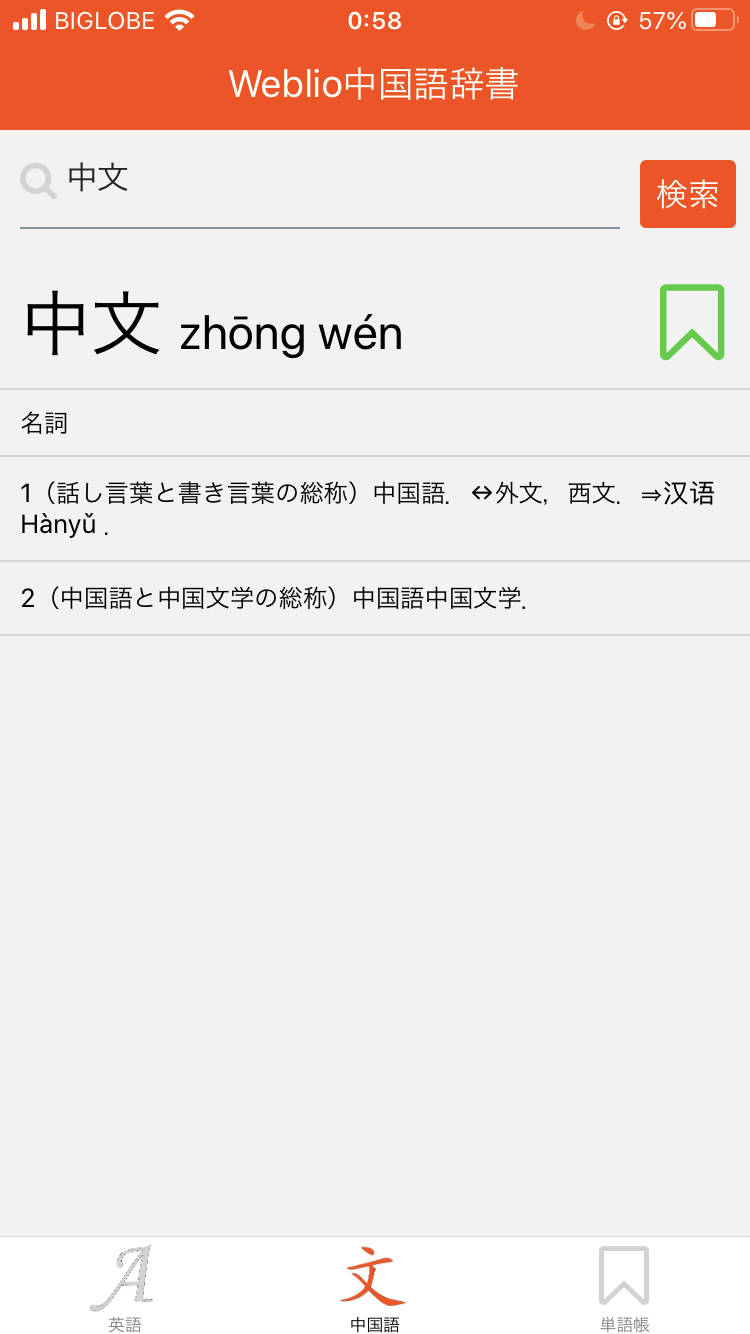 BIGLOBE 0:58 57%
Weblio中国語辞書
中文
検索
中文 zhōng wén
名詞
1（話し言葉と書き言葉の総称）中国語．↔外文，西文．⇒汉语
Hànyǔ．
2（中国語と中国文学の総称）中国語中国文学．
英語 中国語 単語帳